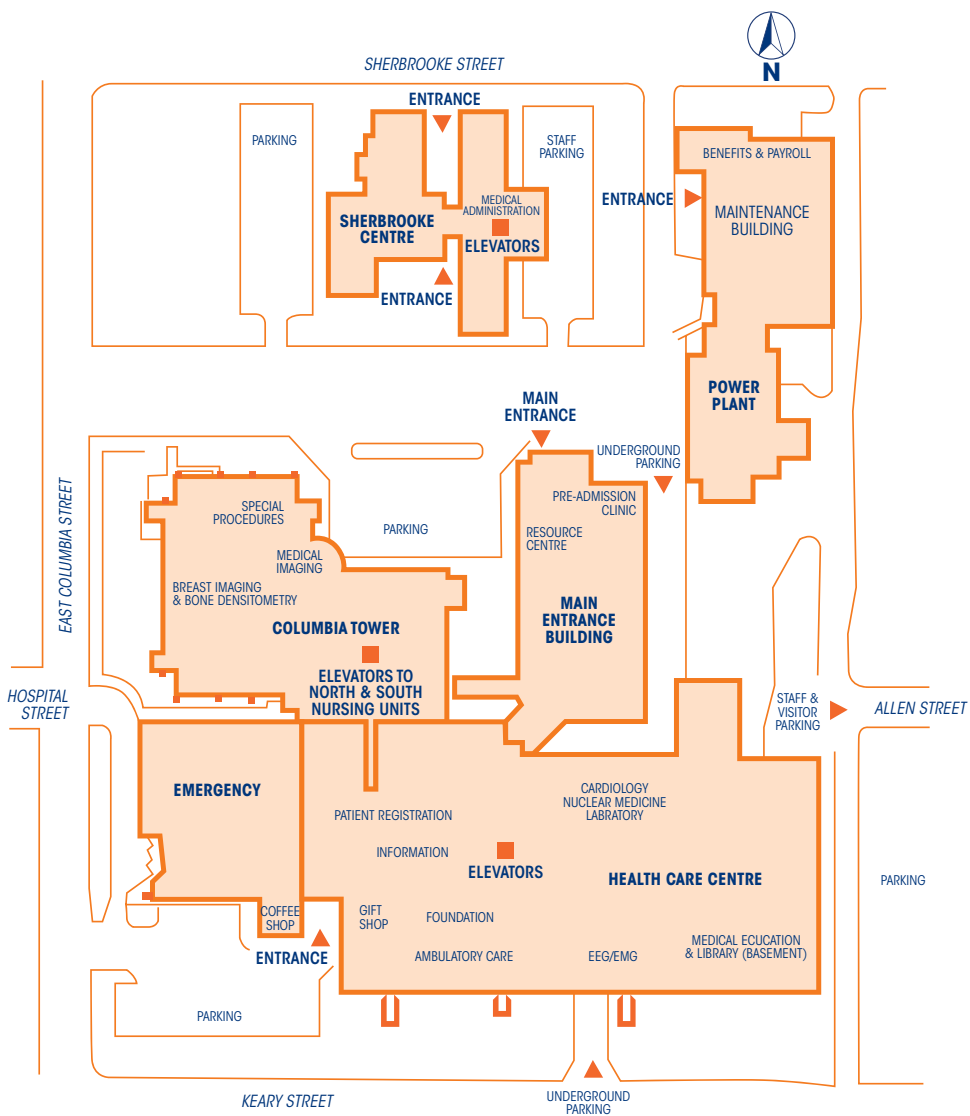 N
SHERBROOKE STREET
ENTRANCE
PARKING
STAFF
PARKING
BENEFITS & PAYROLL
MEDICAL
ADMINISTRATION
ENTRANCE
MAINTENANCE
BUILDING
SHERBROOKE
CENTRE
ELEVATORS
ENTRANCE
POWER
PLANT
MAIN
ENTRANCE
UNDERGROUND
PARKING
EAST COLUMBIA STREET
SPECIAL
PROCEDURES
PARKING
PRE-ADMISSION
CLINIC
RESOURCE
CENTRE
MEDICAL
IMAGING
BREAST IMAGING
& BONE DENSITOMETRY
COLUMBIA TOWER
MAIN
ENTRANCE
BUILDING
ELEVATORS TO
NORTH & SOUTH
NURSING UNITS
HOSPITAL
STREET
STAFF &
VISITOR
PARKING
ALLEN STREET
EMERGENCY
CARDIOLOGY
NUCLEAR MEDICINE
LABRATORY
PATIENT REGISTRATION
INFORMATION
ELEVATORS
HEALTH CARE CENTRE
PARKING
COFFEE
SHOP
GIFT
SHOP
FOUNDATION
ENTRANCE
AMBULATORY CARE
EEG/EMG
MEDICAL ECUCATION
& LIBRARY (BASEMENT)
PARKING
KEARY STREET
UNDERGROUND
PARKING